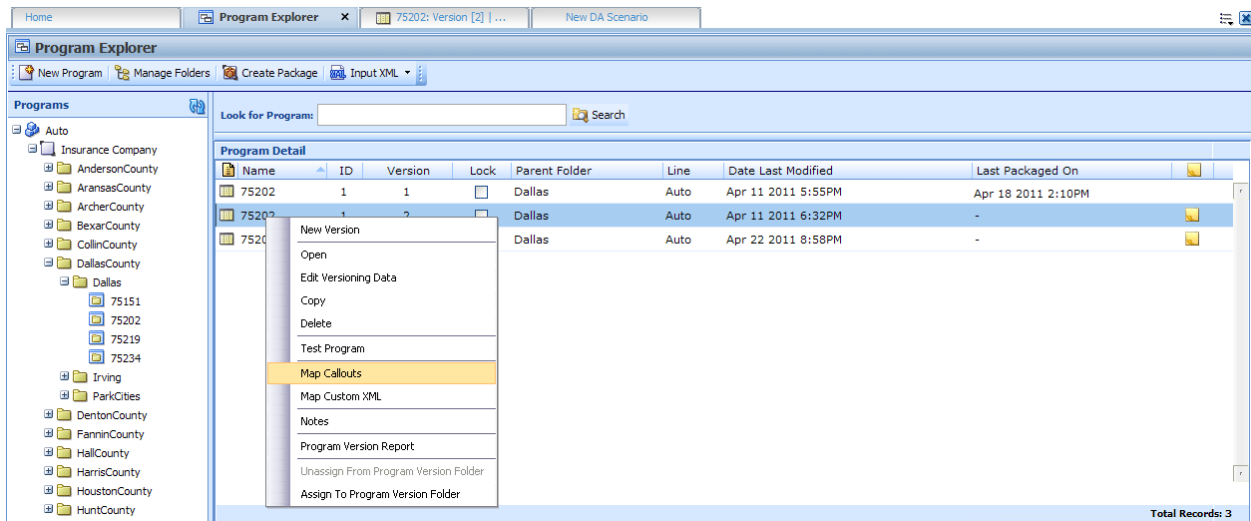 Home Program Explorer x 75202: Version [2] | ... New DA Scenario
Program Explorer
New Program Manage Folders Create Package Input XML
Programs
Look for Program: Search
Auto
Insurance Company
AndersonCounty
AransasCounty
ArcherCounty
BexarCounty
CollinCounty
DallasCounty
Dallas
75151
75202
75219
75234
Irving
ParkCities
DentonCounty
FanninCounty
HallCounty
HarrisCounty
HoustonCounty
HuntCounty
Program Detail
Name ID Version Lock Parent Folder Line Date Last Modified Last Packaged On
75202 1 1 Dallas Auto Apr 11 2011 5:55PM Apr 18 2011 2:10PM
75202 1 2 Dallas Auto Apr 11 2011 6:32PM -
Dallas Auto Apr 22 2011 8:58PM -
New Version
Open
Edit Versioning Data
Copy
Delete
Test Program
Map Callouts
Map Custom XML
Notes
Program Version Report
Unassign From Program Version Folder
Assign To Program Version Folder
Total Records: 3